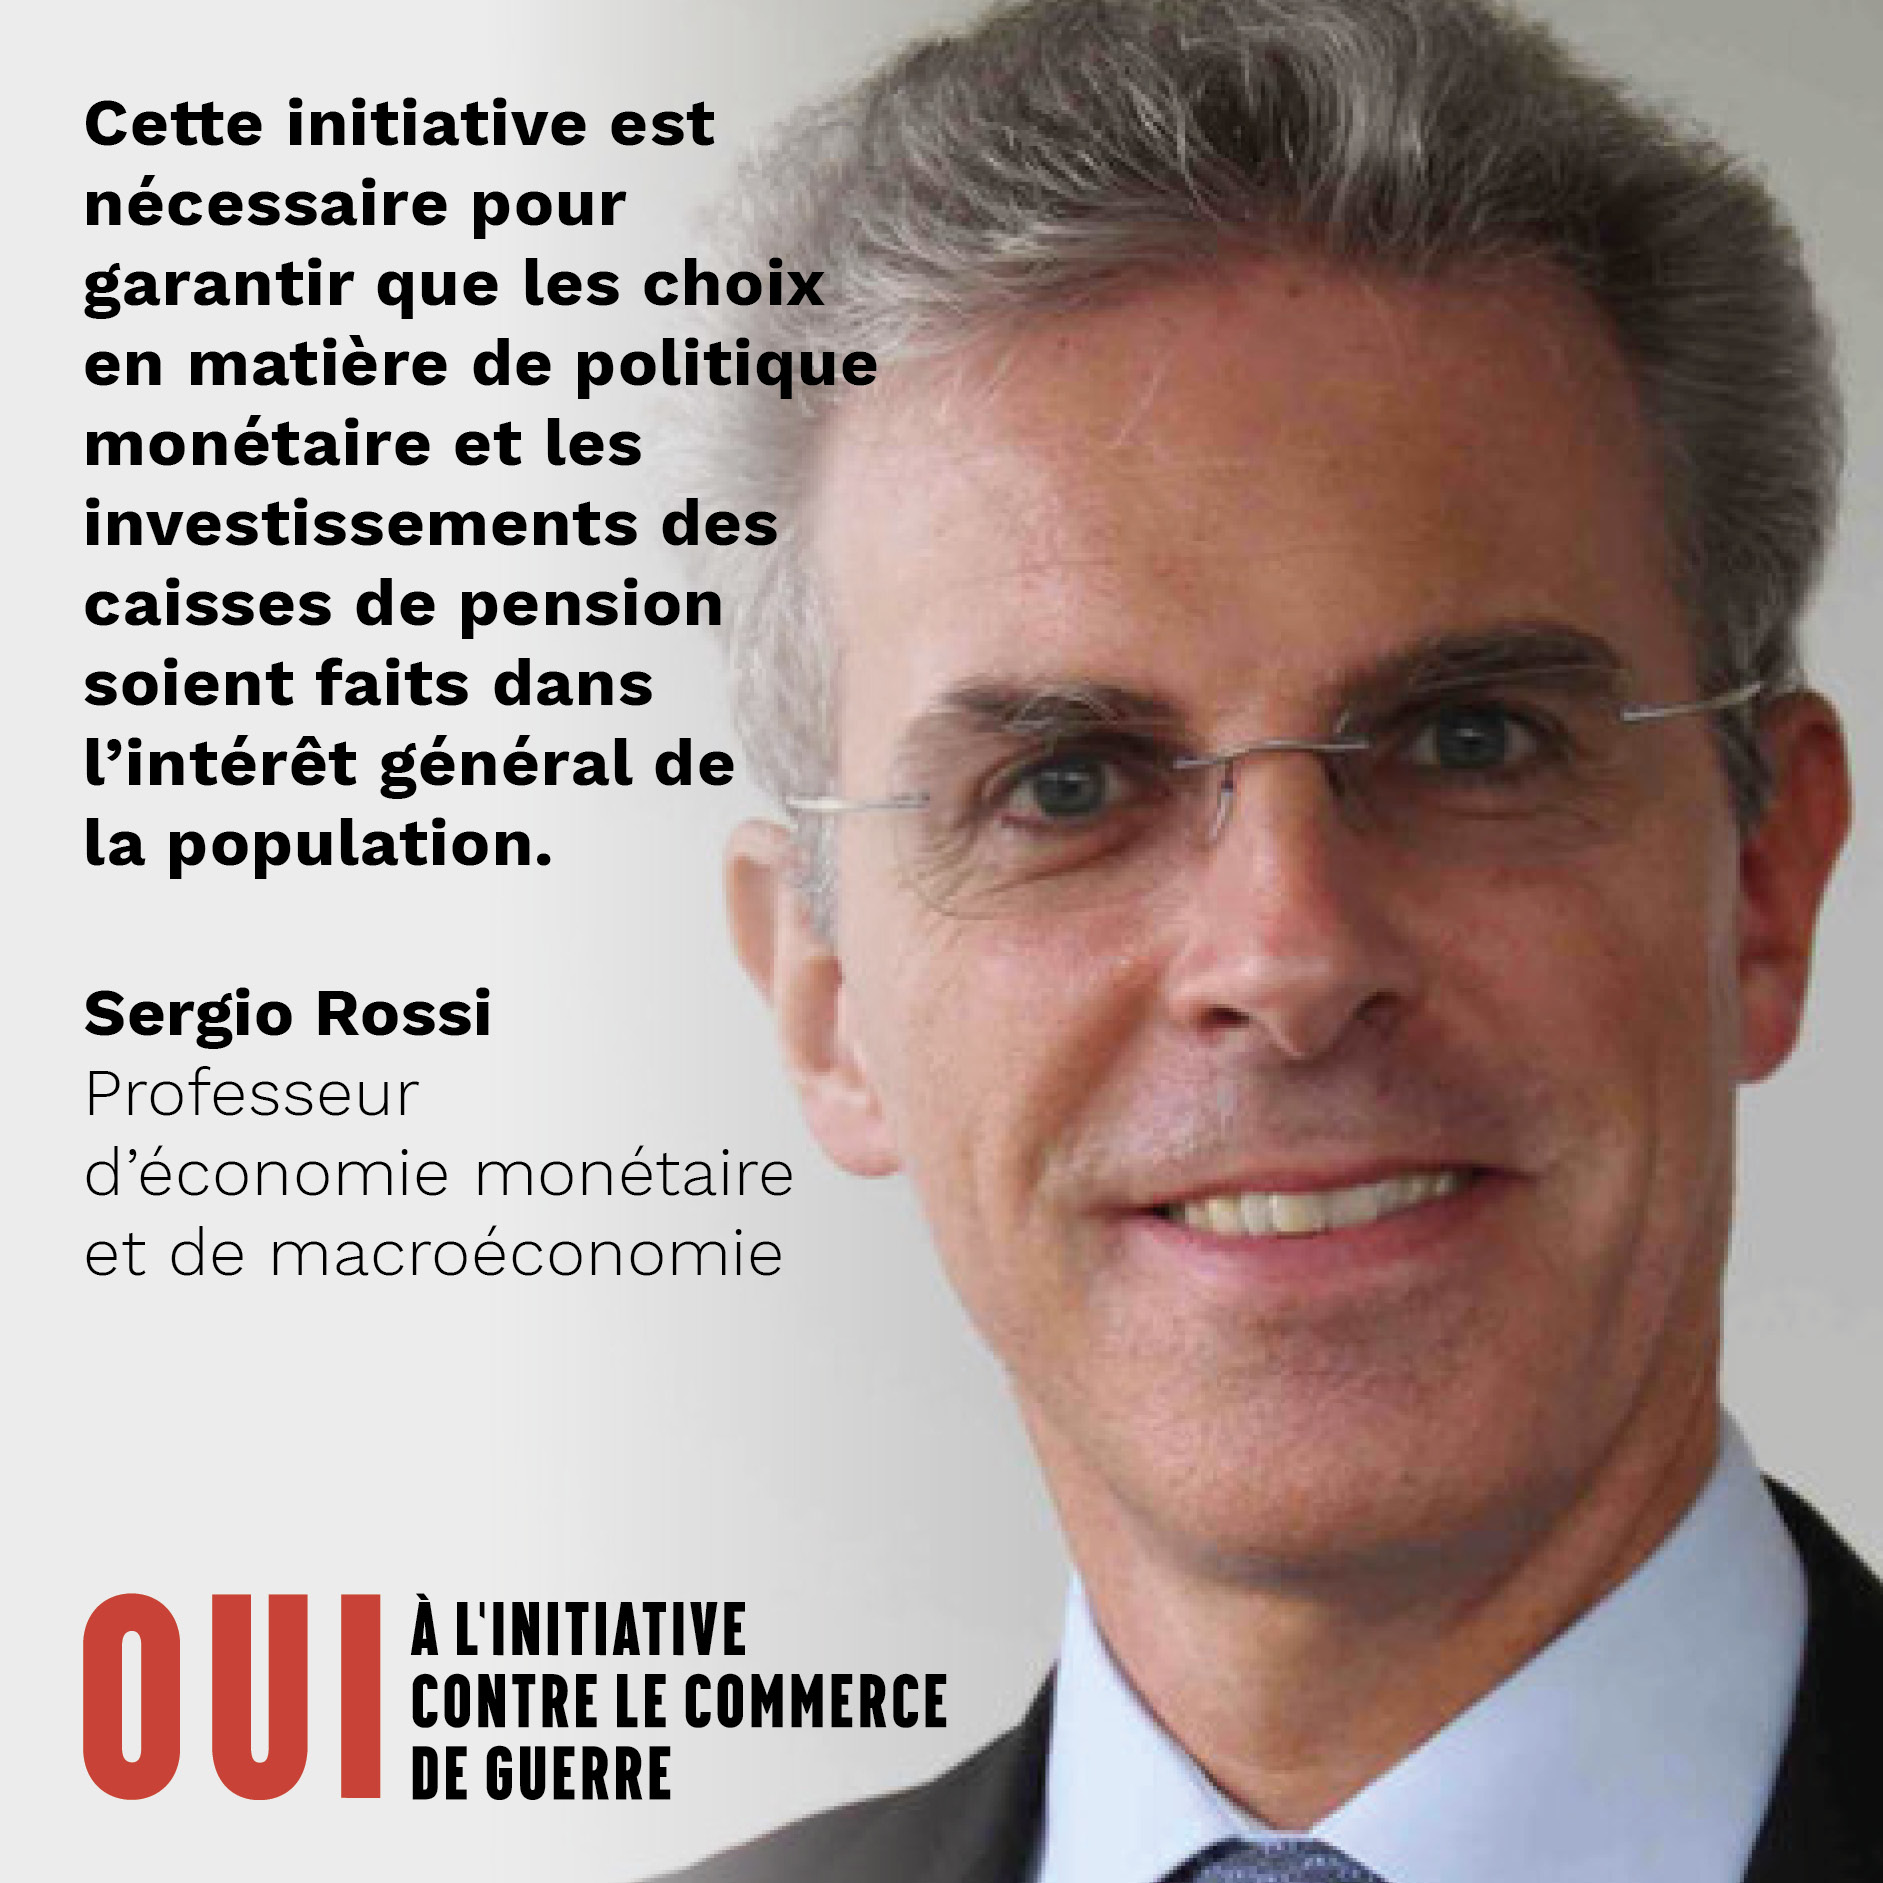 Cette initiative est
nécessaire pour
garantir que les choix
en matière de politique
monétaire et les
investissements des
caisses de pension
soient faits dans
l’intérêt général de
la population.
Sergio Rossi
Professeur
d’économie monétaire
et de macroéconomie
OUI
À L'INITIATIVE
CONTRE LE COMMERCE
DE GUERRE